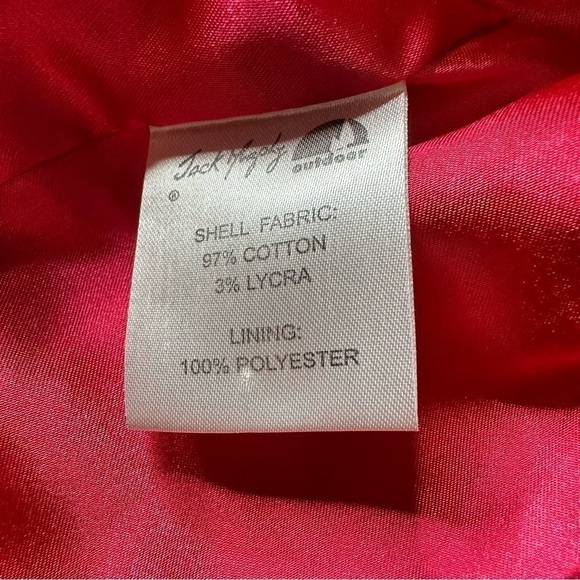 Jack Murphy
outdoor
®
SHELL FABRIC:
97% COTTON
3% LYCRA
LINING:
100% POLYESTER